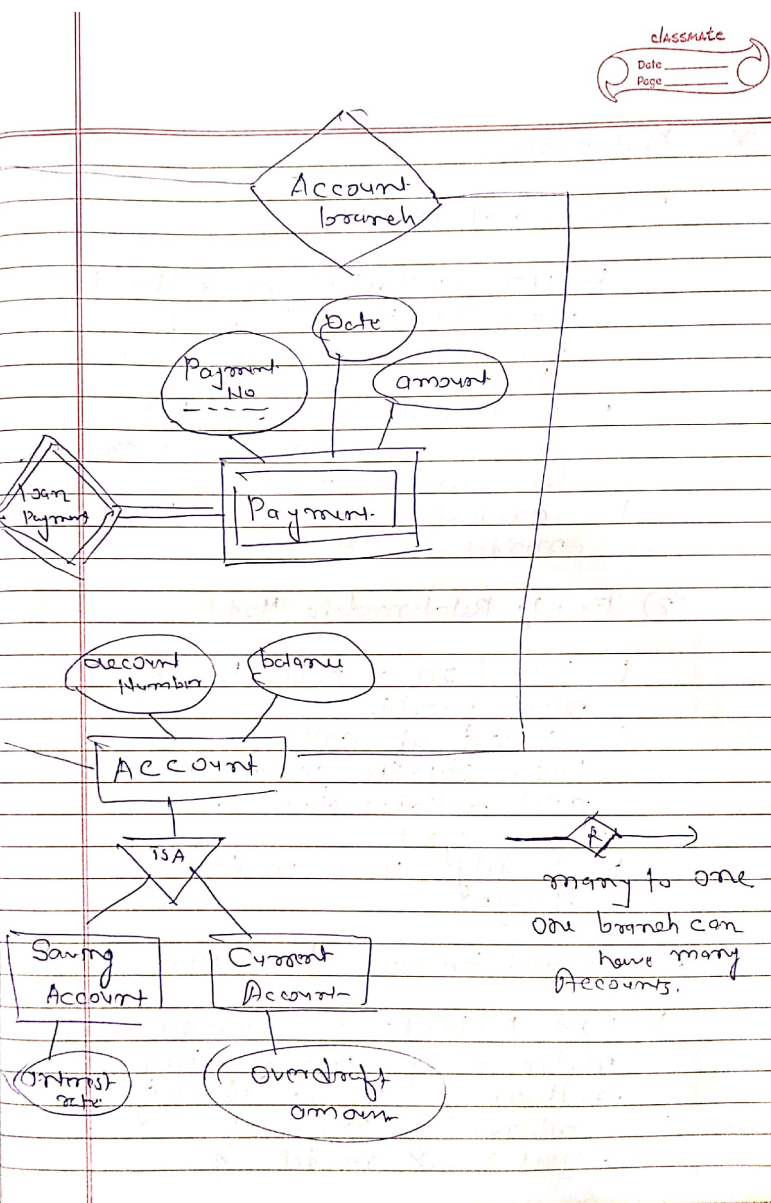 classmate
Date
Page
Account
branch
Date
Payment
No
amount
Loan
Payment
Payment
Account
Number
balance
Account
ISA
R
many to one
one branch can
have many
Accounts.
Saving
Account
Current
Account
interest
rate
overdraft
amoun